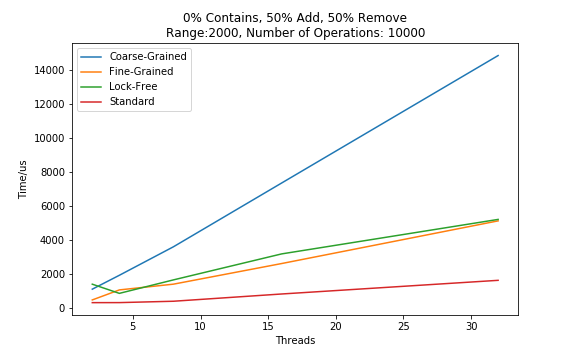 0% Contains, 50% Add, 50% Remove
Range:2000, Number of Operations: 10000
Coarse-Grained
Fine-Grained
Lock-Free
Standard
14000
12000
10000
8000
6000
4000
2000
0
Time/us
5 10 15 20 25 30
Threads